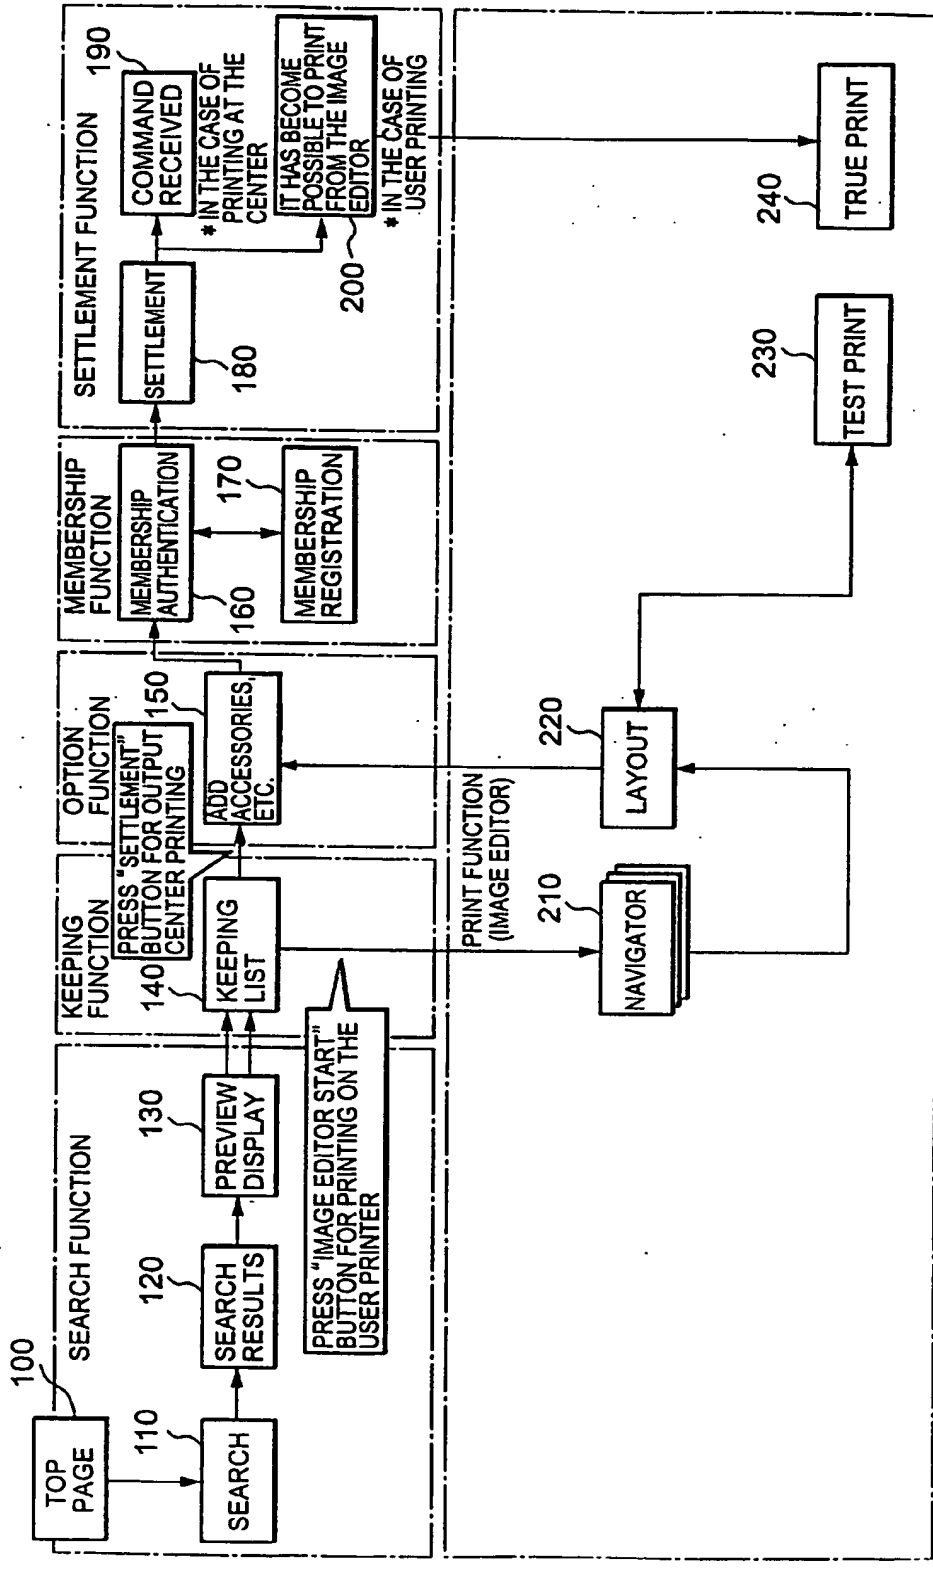 TOP
PAGE
100
SEARCH FUNCTION
110
SEARCH
120
SEARCH
RESULTS
130
PREVIEW
DISPLAY
PRESS “IMAGE EDITOR START”
BUTTON FOR PRINTING ON THE
USER PRINTER
KEEPING
FUNCTION
140
KEEPING
LIST
PRESS “SETTLEMENT”
BUTTON FOR OUTPUT
CENTER PRINTING
OPTION
FUNCTION
150
ADD
ACCESSORIES,
ETC.
MEMBERSHIP
FUNCTION
MEMBERSHIP
AUTHENTICATION
160
170
MEMBERSHIP
REGISTRATION
SETTLEMENT FUNCTION
SETTLEMENT
180
190
COMMAND
RECEIVED
* IN THE CASE OF
PRINTING AT THE
CENTER
IT HAS BECOME
POSSIBLE TO PRINT
FROM THE IMAGE
EDITOR
200
* IN THE CASE OF
USER PRINTING
PRINT FUNCTION
(IMAGE EDITOR)
210
NAVIGATOR
220
LAYOUT
230
TEST PRINT
240
TRUE PRINT